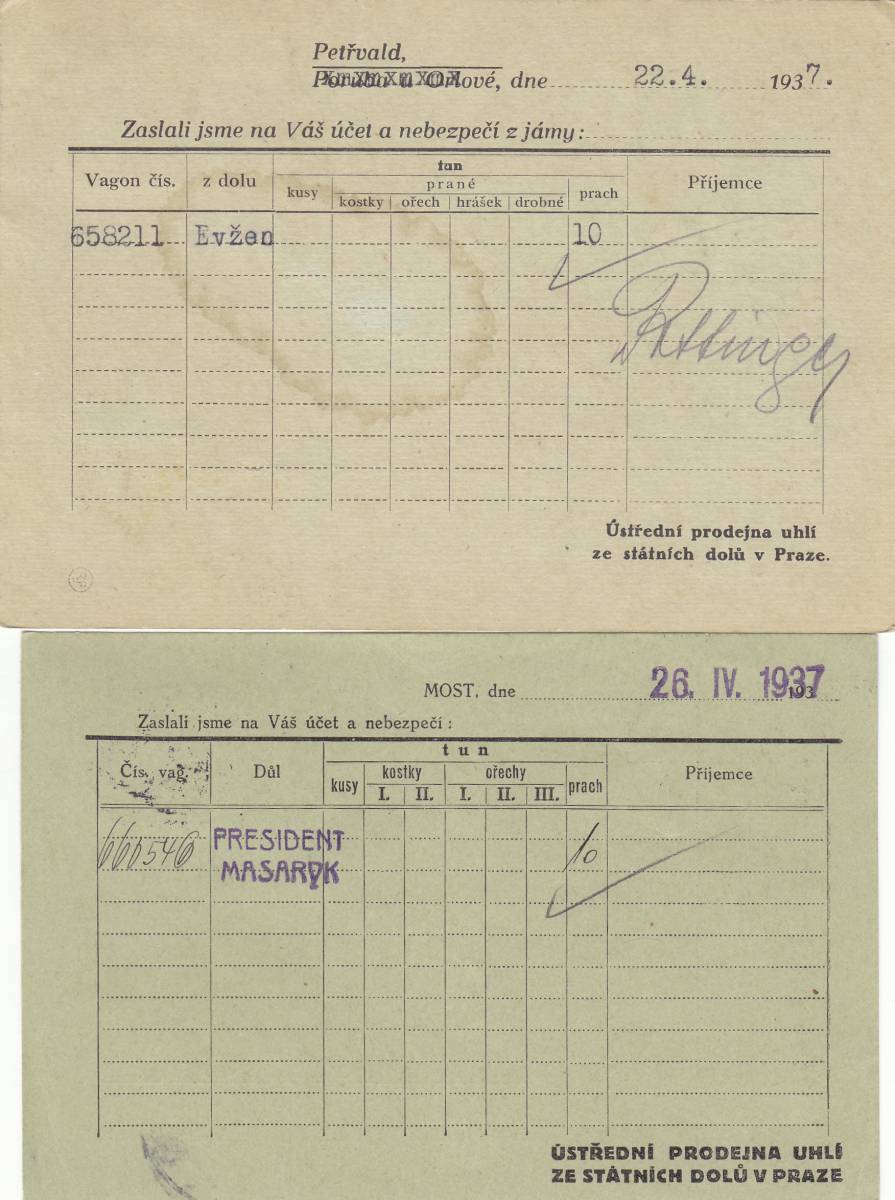 Petřvald,
Poruba u Orlové, dne 22.4. 1937.
Zaslali jsme na Váš účet a nebezpečí z jámy:
Vagon čís. z dolu tun Příjemce
kusy prané prach
kostky ořech hrášek drobné
658211 Evžen 10
Ústřední prodejna uhlí
ze státních dolů v Praze.
MOST, dne 26. IV. 1937 193
Zaslali jsme na Váš účet a nebezpečí:
Čís. vag. Důl tun Příjemce
kusy kostky ořechy prach
I. II. I. II. III.
666546 PRESIDENT 10
MASARYK
ÚSTŘEDNÍ PRODEJNA UHLÍ
ZE STÁTNÍCH DOLŮ V PRAZE